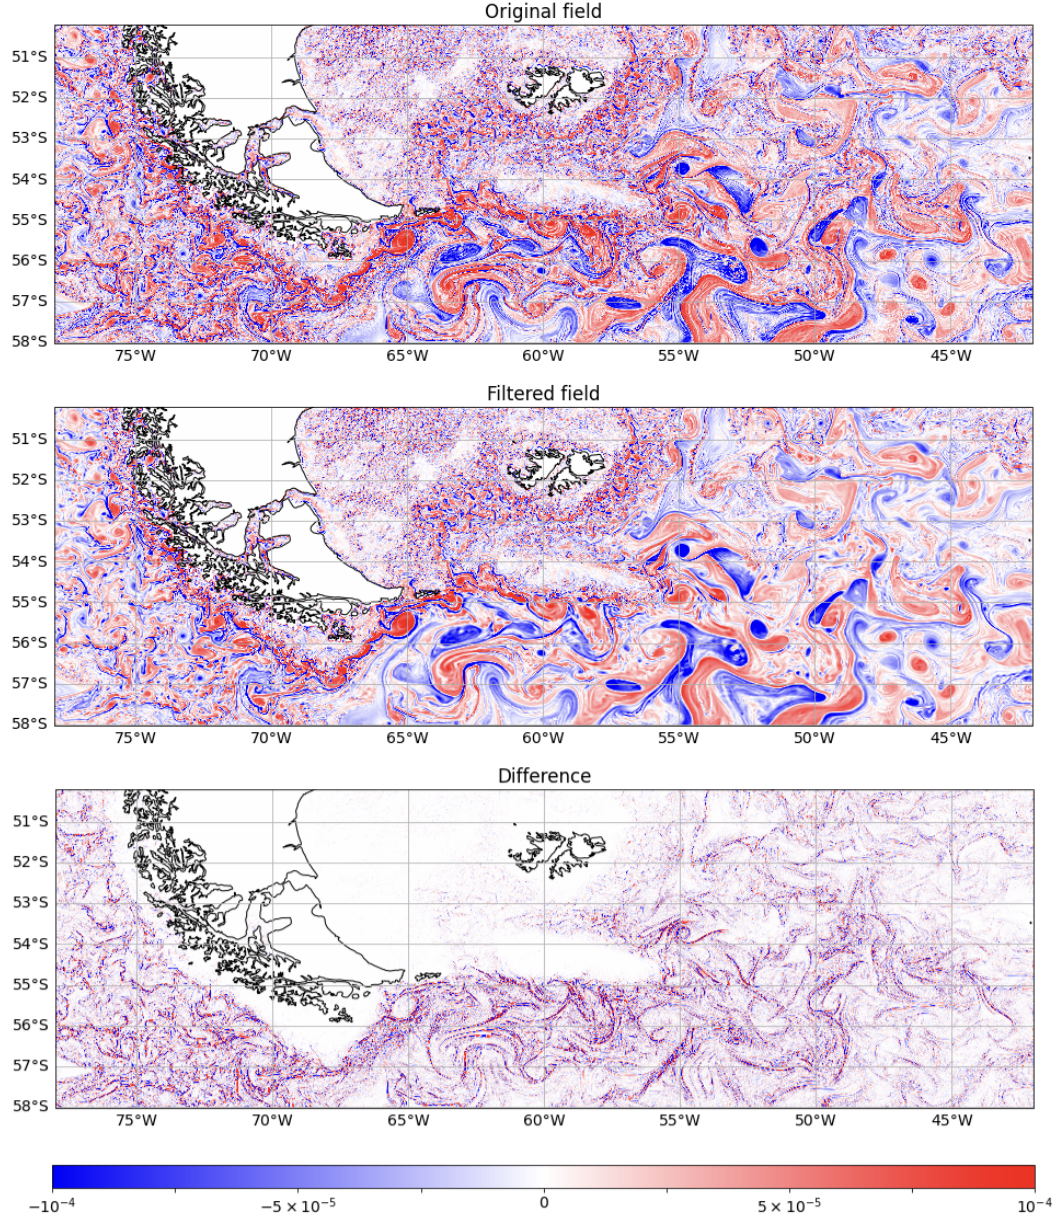 Original field
51°S
52°S
53°S
54°S
55°S
56°S
57°S
58°S
75°W 70°W 65°W 60°W 55°W 50°W 45°W
Filtered field
51°S
52°S
53°S
54°S
55°S
56°S
57°S
58°S
75°W 70°W 65°W 60°W 55°W 50°W 45°W
Difference
51°S
52°S
53°S
54°S
55°S
56°S
57°S
58°S
75°W 70°W 65°W 60°W 55°W 50°W 45°W
−10⁻⁴ −5 × 10⁻⁵ 0 5 × 10⁻⁵ 10⁻⁴